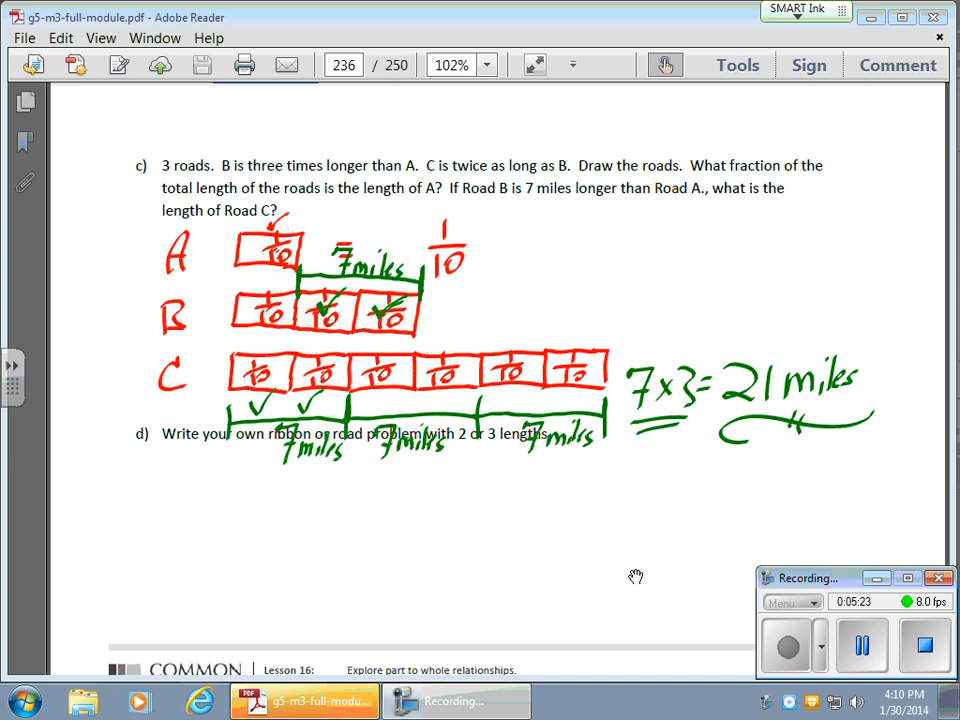 g5-m3-full-module.pdf - Adobe Reader
SMART Ink
File Edit View Window Help
236 / 250 102% Tools Sign Comment
c) 3 roads. B is three times longer than A. C is twice as long as B. Draw the roads. What fraction of the
total length of the roads is the length of A? If Road B is 7 miles longer than Road A., what is the
length of Road C?
A 1/10 = 1/10
7 miles
B 1/10 1/10 1/10
C 1/10 1/10 1/10 1/10 1/10 1/10 7 x 3 = 21 miles
d) Write your own ribbon or road problem with 2 or 3 lengths.
7 miles 7 miles 7 miles
Recording...
Menu 0:05:23 8.0 fps
COMMON Lesson 16: Explore part to whole relationships.
g5-m3-full-modu... Recording... 4:10 PM
1/30/2014